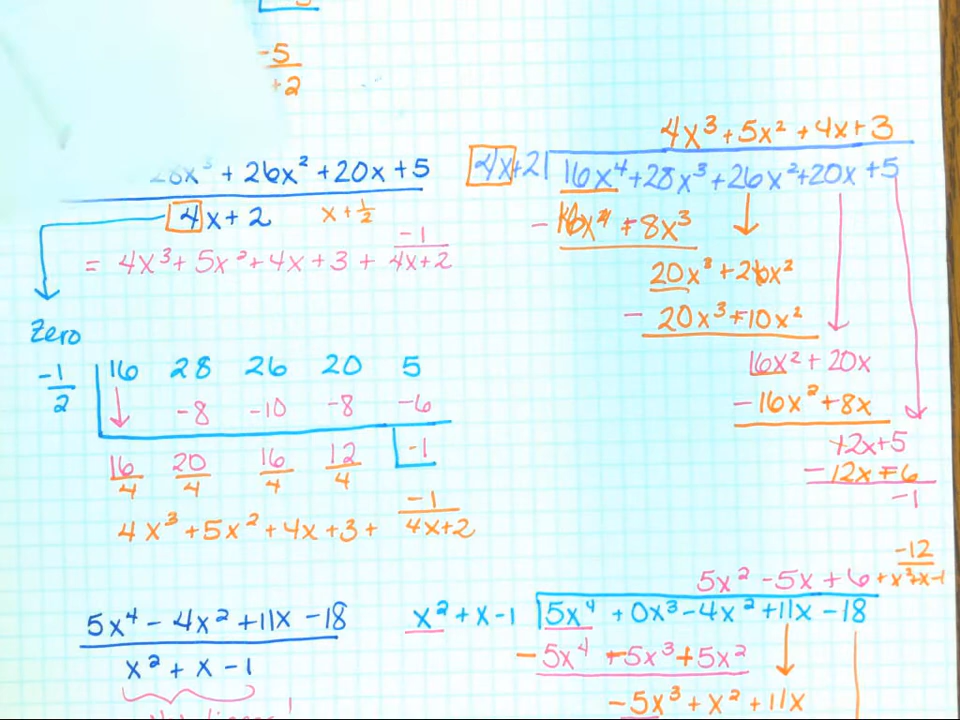 -5
+2
28x³ + 26x² + 20x + 5
4x + 2
x + 1/2
= 4x³ + 5x² + 4x + 3 + -1/4x+2
Zero
-1/2
16 28 26 20 5
-8 -10 -8 -6
16/4 20/4 16/4 12/4 -1
4x³ + 5x² + 4x + 3 + -1/4x+2
4x³ + 5x² + 4x + 3
4x+2 16x⁴ + 28x³ + 26x² + 20x + 5
- 16x⁴ + 8x³
20x³ + 26x²
- 20x³ + 10x²
16x² + 20x
- 16x² + 8x
12x + 5
- 12x + 6
-1
5x⁴ - 4x² + 11x - 18
x² + x - 1
5x² - 5x + 6 + -12/x²+x-1
x² + x - 1 5x⁴ + 0x³ - 4x² + 11x - 18
- 5x⁴ + 5x³ + 5x²
- 5x³ + x² + 11x